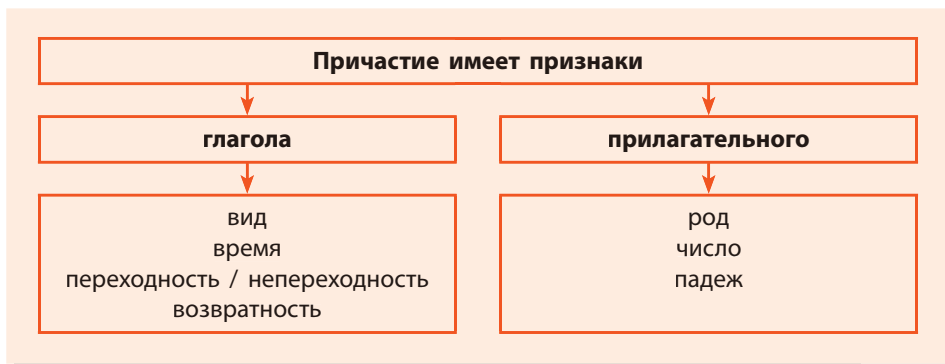 Причастие имеет признаки
глагола
прилагательного
вид
время
переходность / непереходность
возвратность
род
число
падеж